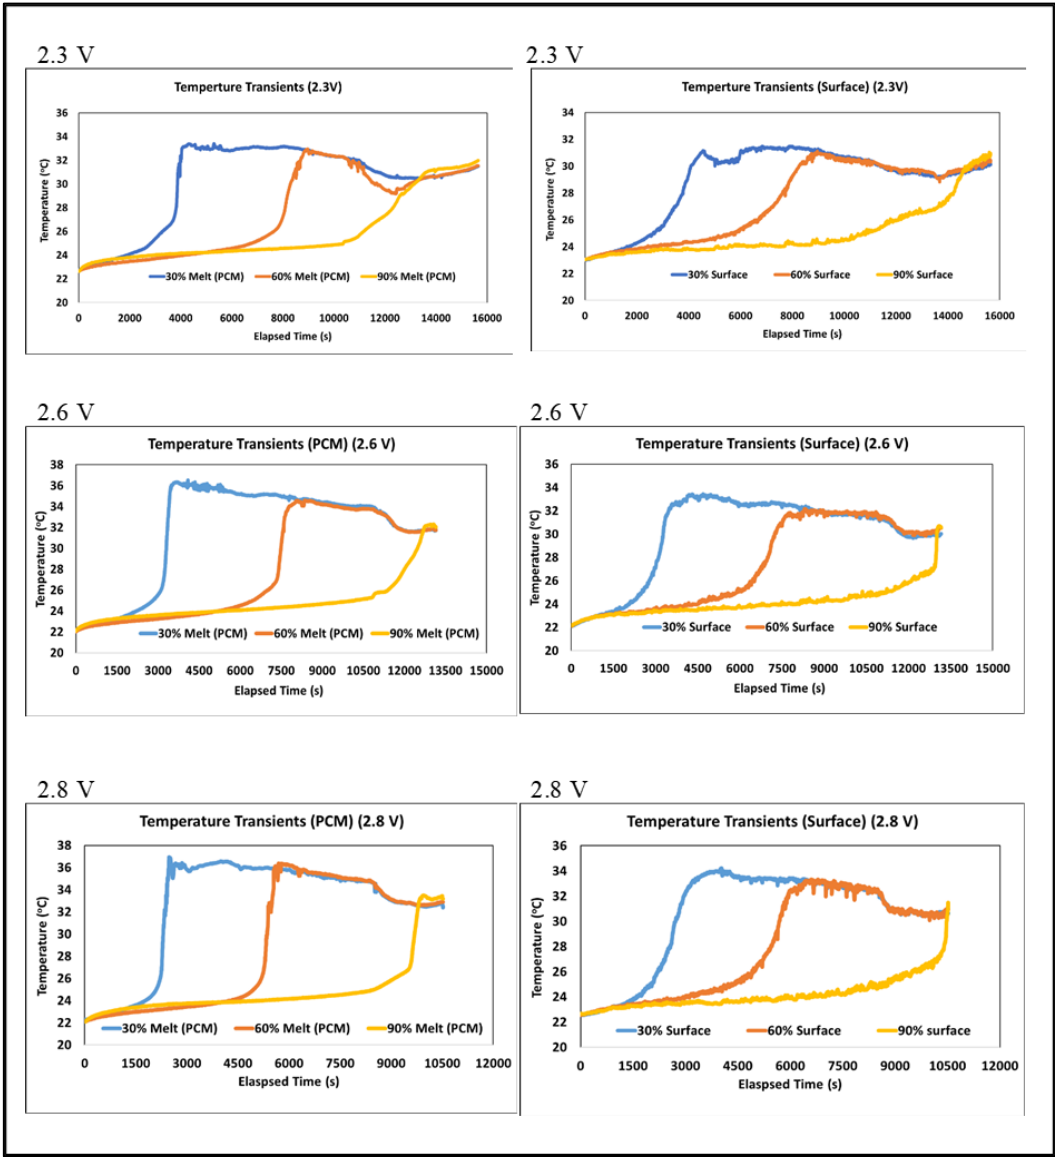 2.3 V
Temperture Transients (2.3V)
36
34
32
30
28
26
24
22
20
Temperature (ºC)
30% Melt (PCM) 60% Melt (PCM) 90% Melt (PCM)
0 2000 4000 6000 8000 10000 12000 14000 16000
Elapsed Time (s)
2.3 V
Temperture Transients (Surface) (2.3V)
34
32
30
28
26
24
22
20
Temperature (ºC)
30% Surface 60% Surface 90% Surface
0 2000 4000 6000 8000 10000 12000 14000 16000
Elapsed Time (s)
2.6 V
Temperature Transients (PCM) (2.6 V)
38
36
34
32
30
28
26
24
22
20
Temperature (ºC)
30% Melt (PCM) 60% Melt (PCM) 90% Melt (PCM)
0 1500 3000 4500 6000 7500 9000 10500 12000 13500 15000
Elapsed Time (s)
2.6 V
Temperature Transients (Surface) (2.6 V)
36
34
32
30
28
26
24
22
20
Temperature (ºC)
30% Surface 60% Surface 90% Surface
0 1500 3000 4500 6000 7500 9000 10500 12000 13500 15000
Elapsed Time (s)
2.8 V
Temperature Transients (PCM) (2.8 V)
38
36
34
32
30
28
26
24
22
20
Temperature (ºC)
30% Melt (PCM) 60% Melt (PCM) 90% Melt (PCM)
0 1500 3000 4500 6000 7500 9000 10500 12000
Elaspsed Time (s)
2.8 V
Temperature Transients (Surface) (2.8 V)
36
34
32
30
28
26
24
22
20
Temperature (ºC)
30% Surface 60% Surface 90% surface
0 1500 3000 4500 6000 7500 9000 10500 12000
Elapsed Time (s)